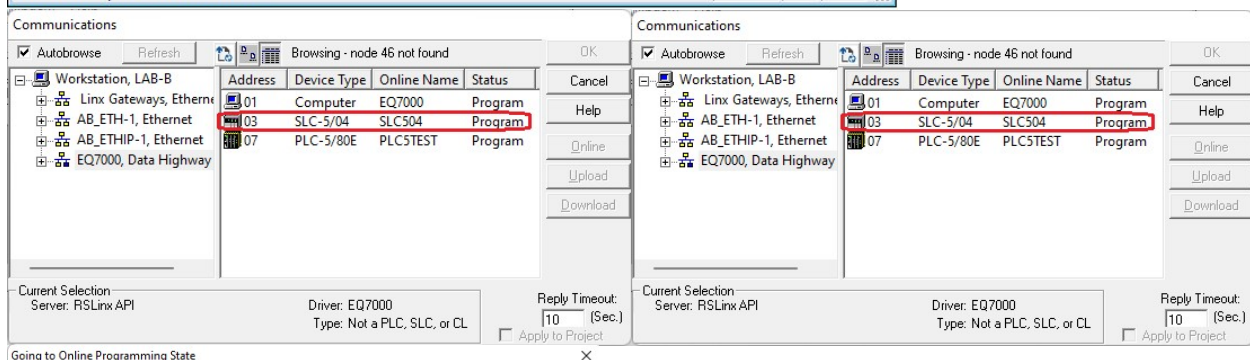 Communications
Autobrowse Refresh Browsing - node 46 not found OK
Workstation, LAB-B
Linx Gateways, Etherne
AB_ETH-1, Ethernet
AB_ETHIP-1, Ethernet
EQ7000, Data Highway
Address Device Type Online Name Status
01 Computer EQ7000 Program
03 SLC-5/04 SLC504 Program
07 PLC-5/80E PLC5TEST Program
Cancel
Help
Online
Upload
Download
Current Selection
Server: RSLinx API
Driver: EQ7000
Type: Not a PLC, SLC, or CL
Reply Timeout:
10 (Sec.)
Apply to Project
Communications
Autobrowse Refresh Browsing - node 46 not found OK
Workstation, LAB-B
Linx Gateways, Etherne
AB_ETH-1, Ethernet
AB_ETHIP-1, Ethernet
EQ7000, Data Highway
Address Device Type Online Name Status
01 Computer EQ7000 Program
03 SLC-5/04 SLC504 Program
07 PLC-5/80E PLC5TEST Program
Cancel
Help
Online
Upload
Download
Current Selection
Server: RSLinx API
Driver: EQ7000
Type: Not a PLC, SLC, or CL
Reply Timeout:
10 (Sec.)
Apply to Project
Going to Online Programming State